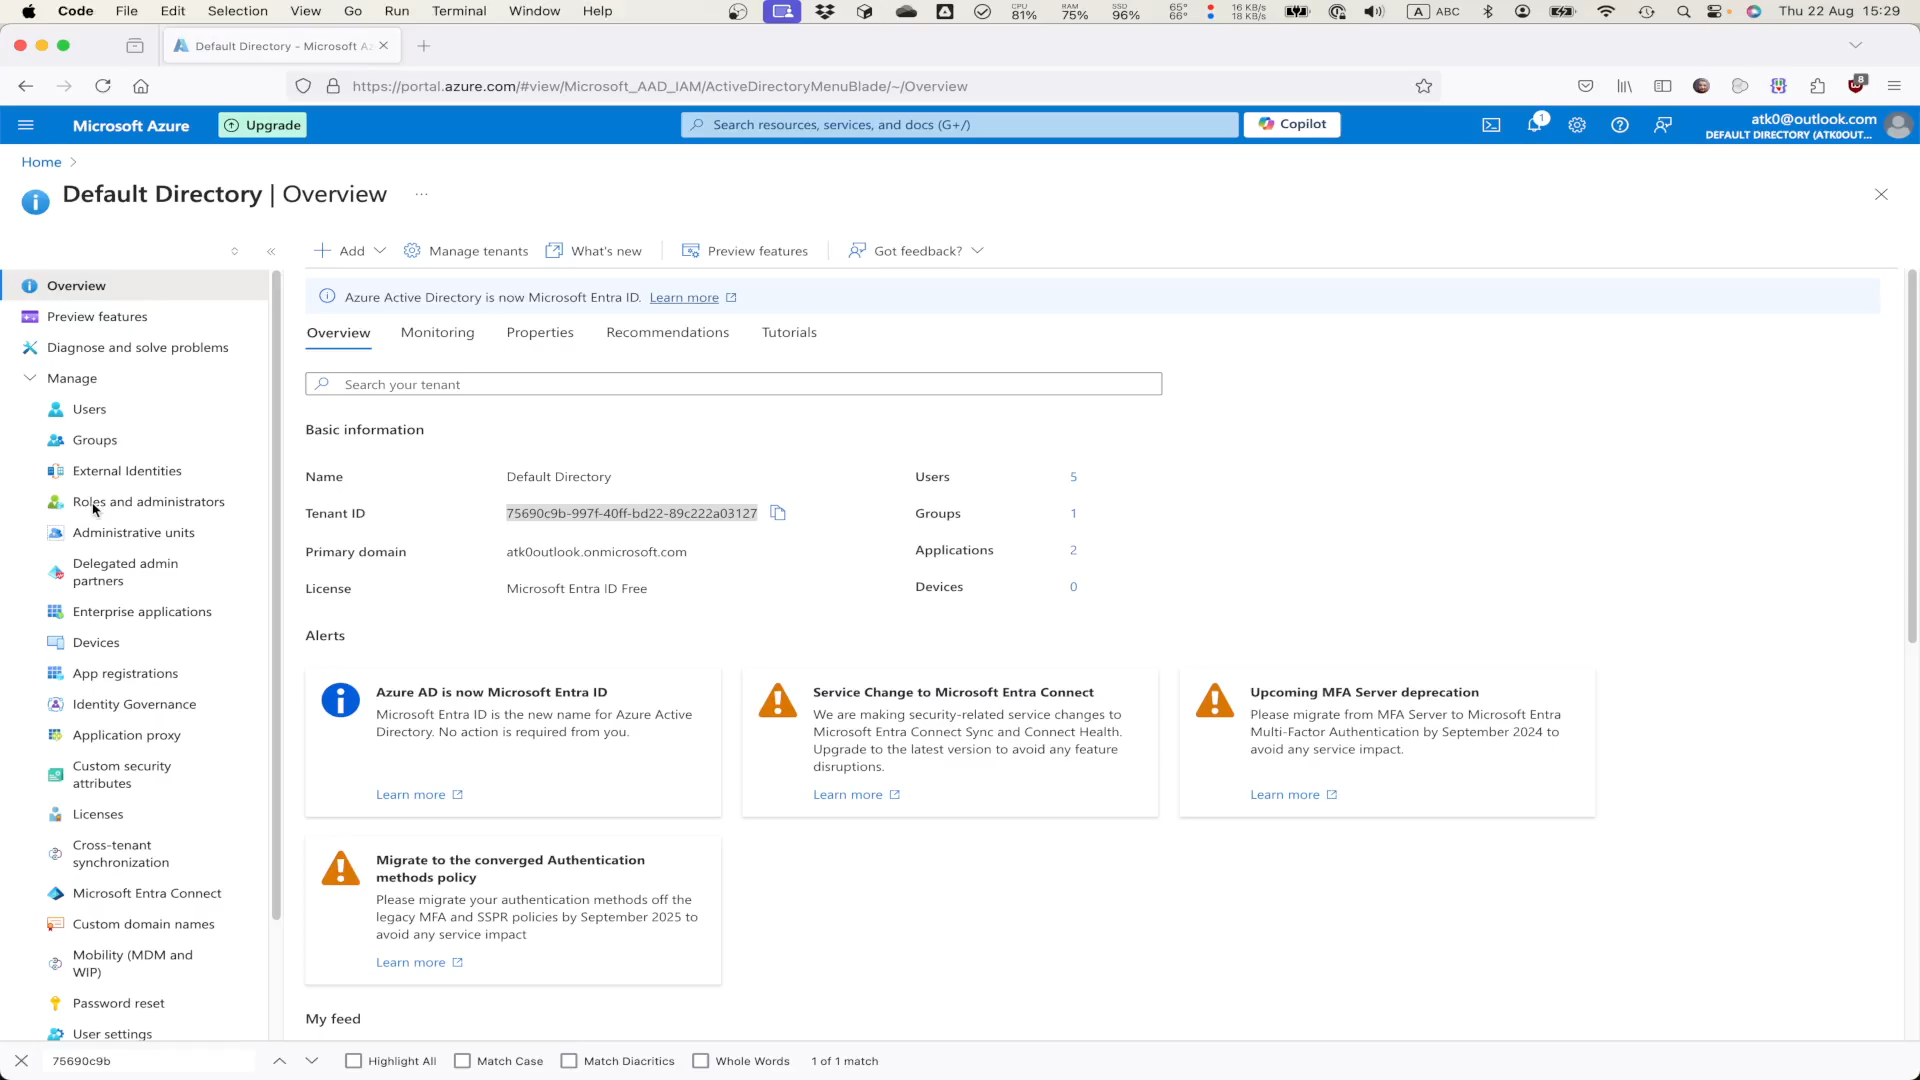 Code File Edit Selection View Go Run Terminal Window Help
CPU 81% RAM 75% SSD 96% 65° 66° 16 KB/s 18 KB/s A ABC Thu 22 Aug 15:29
Default Directory - Microsoft Az
https://portal.azure.com/#view/Microsoft_AAD_IAM/ActiveDirectoryMenuBlade/~/Overview
8
Microsoft Azure
Upgrade
Search resources, services, and docs (G+/)
Copilot
1
atk0@outlook.com
DEFAULT DIRECTORY (ATK0OUT...
Home
Default Directory | Overview
...
Overview
Preview features
Diagnose and solve problems
Manage
Users
Groups
External Identities
Roles and administrators
Administrative units
Delegated admin
partners
Enterprise applications
Devices
App registrations
Identity Governance
Application proxy
Custom security
attributes
Licenses
Cross-tenant
synchronization
Microsoft Entra Connect
Custom domain names
Mobility (MDM and
WIP)
Password reset
User settings
Add
Manage tenants
What's new
Preview features
Got feedback?
Azure Active Directory is now Microsoft Entra ID. Learn more
Overview Monitoring Properties Recommendations Tutorials
Search your tenant
Basic information
Name Default Directory Users 5
Tenant ID 75690c9b-997f-40ff-bd22-89c222a03127 Groups 1
Primary domain atk0outlook.onmicrosoft.com Applications 2
License Microsoft Entra ID Free Devices 0
Alerts
Azure AD is now Microsoft Entra ID
Microsoft Entra ID is the new name for Azure Active
Directory. No action is required from you.
Learn more
Service Change to Microsoft Entra Connect
We are making security-related service changes to
Microsoft Entra Connect Sync and Connect Health.
Upgrade to the latest version to avoid any feature
disruptions.
Learn more
Upcoming MFA Server deprecation
Please migrate from MFA Server to Microsoft Entra
Multi-Factor Authentication by September 2024 to
avoid any service impact.
Learn more
Migrate to the converged Authentication
methods policy
Please migrate your authentication methods off the
legacy MFA and SSPR policies by September 2025 to
avoid any service impact
Learn more
My feed
75690c9b Highlight All Match Case Match Diacritics Whole Words 1 of 1 match